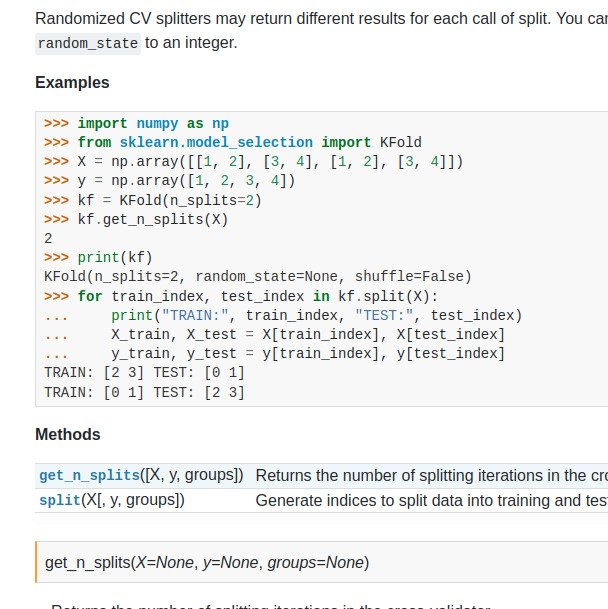 Randomized CV splitters may return different results for each call of split. You
random_state to an integer.
Examples
>>> import numpy as np
>>> from sklearn.model_selection import KFold
>>> X = np.array([[1, 2], [3, 4], [1, 2], [3, 4]])
>>> y = np.array([1, 2, 3, 4])
>>> kf = KFold(n_splits=2)
>>> kf.get_n_splits(X)
2
>>> print(kf)
KFold(n_splits=2, random_state=None, shuffle=False)
>>> for train_index, test_index in kf.split(X):
...     print("TRAIN:", train_index, "TEST:", test_index)
...     X_train, X_test = X[train_index], X[test_index]
...     y_train, y_test = y[train_index], y[test_index]
TRAIN: [2 3] TEST: [0 1]
TRAIN: [0 1] TEST: [2 3]
Methods
get_n_splits([X, y, groups]) Returns the number of splitting iterations in the
split(X[, y, groups]) Generate indices to split data into training and
get_n_splits(X=None, y=None, groups=None)
Returns the number of splitting iterations in the cross-validator